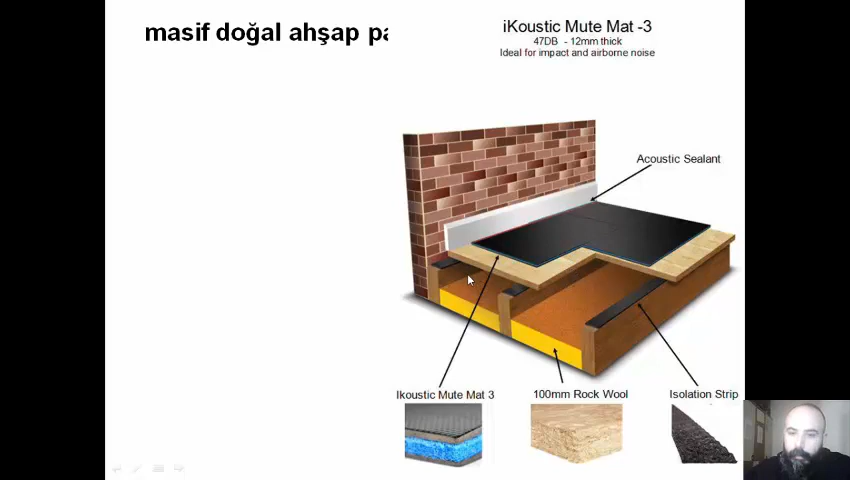 masif doğal ahşap pa
iKoustic Mute Mat -3
47DB - 12mm thick
Ideal for impact and airborne noise
Acoustic Sealant
Ikoustic Mute Mat 3
100mm Rock Wool
Isolation Strip